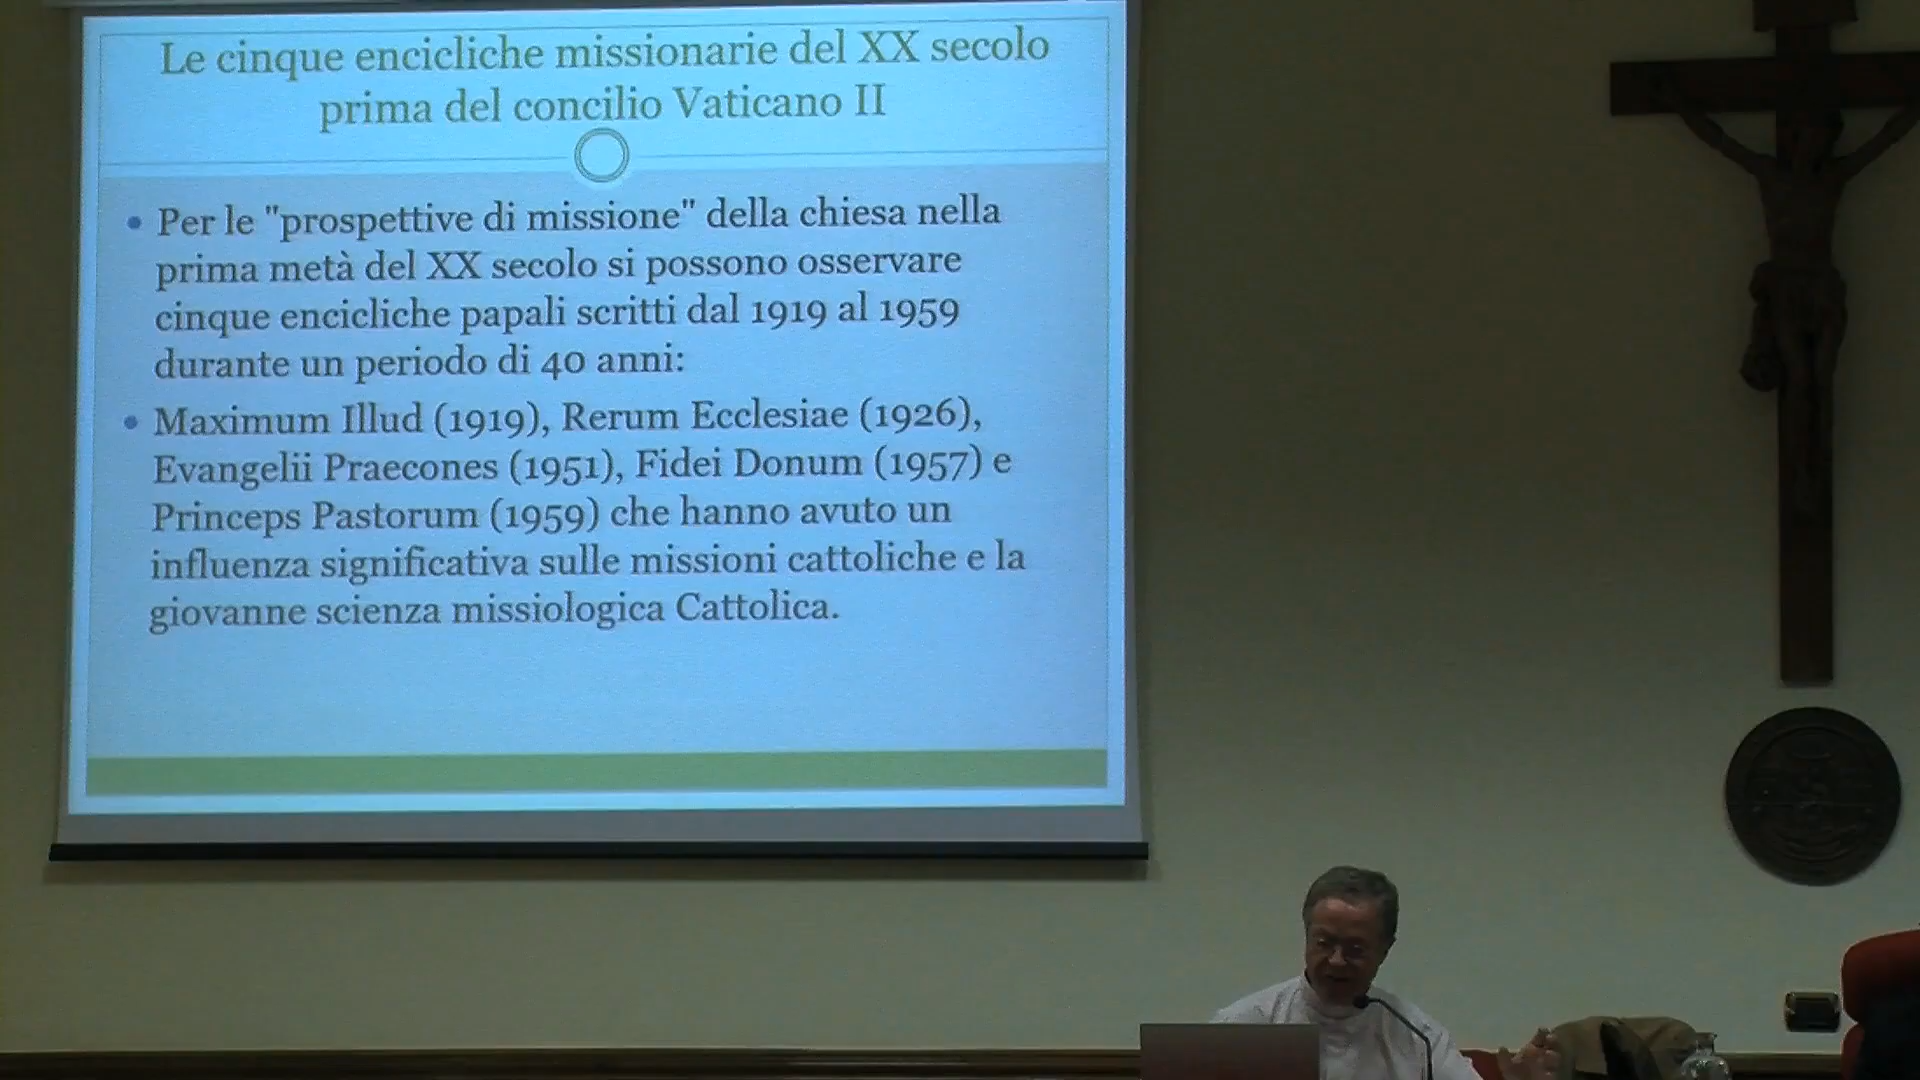 Le cinque encicliche missionarie del XX secolo
prima del concilio Vaticano II
• Per le "prospettive di missione" della chiesa nella
prima metà del XX secolo si possono osservare
cinque encicliche papali scritti dal 1919 al 1959
durante un periodo di 40 anni:
• Maximum Illud (1919), Rerum Ecclesiae (1926),
Evangelii Praecones (1951), Fidei Donum (1957) e
Princeps Pastorum (1959) che hanno avuto un
influenza significativa sulle missioni cattoliche e la
giovanne scienza missiologica Cattolica.